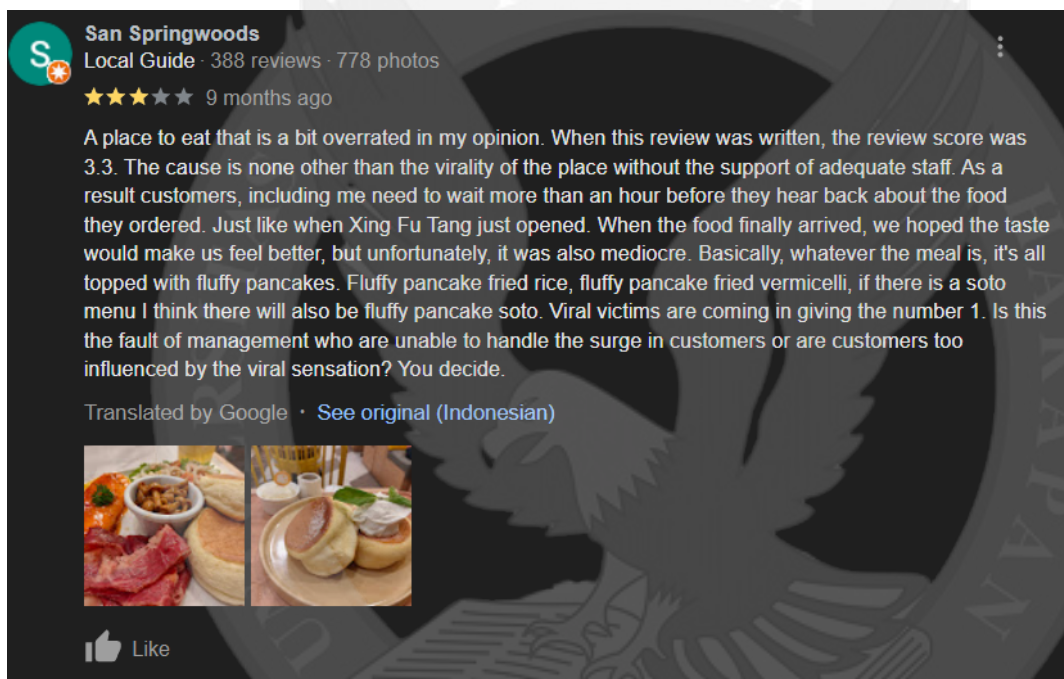 San Springwoods
Local Guide · 388 reviews · 778 photos
9 months ago
A place to eat that is a bit overrated in my opinion. When this review was written, the review score was
3.3. The cause is none other than the virality of the place without the support of adequate staff. As a
result customers, including me need to wait more than an hour before they hear back about the food
they ordered. Just like when Xing Fu Tang just opened. When the food finally arrived, we hoped the taste
would make us feel better, but unfortunately, it was also mediocre. Basically, whatever the meal is, it's all
topped with fluffy pancakes. Fluffy pancake fried rice, fluffy pancake fried vermicelli, if there is a soto
menu I think there will also be fluffy pancake soto. Viral victims are coming in giving the number 1. Is this
the fault of management who are unable to handle the surge in customers or are customers too
influenced by the viral sensation? You decide.
Translated by Google · See original (Indonesian)
Like
S